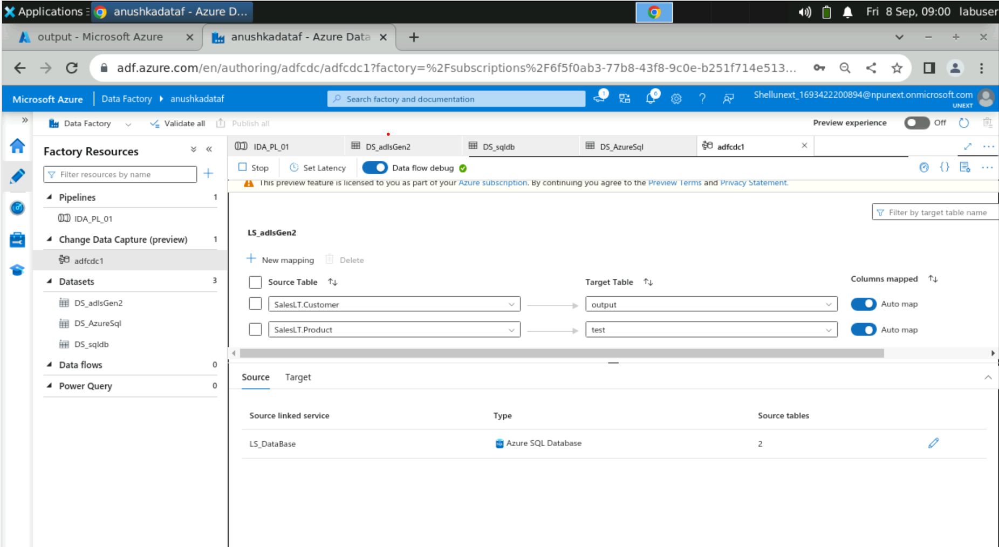 Applications anushkadataf - Azure D... Fri 8 Sep, 09:00 labuser
output - Microsoft Azure anushkadataf - Azure Data
adf.azure.com/en/authoring/adfcdc/adfcdc1?factory=%2Fsubscriptions%2F6f5f0ab3-77b8-43f8-9c0e-b251f714e513...
Microsoft Azure Data Factory anushkadataf Search factory and documentation 1 6 Shellunext_1693422200894@npunext.onmicrosoft.com
UNEXT
Data Factory Validate all Publish all Preview experience Off
Factory Resources
Filter resources by name
Pipelines 1
IDA_PL_01
Change Data Capture (preview) 1
adfcdc1
Datasets 3
DS_adlsGen2
DS_AzureSql
DS_sqldb
Data flows 0
Power Query 0
IDA_PL_01 DS_adlsGen2 DS_sqldb DS_AzureSql adfcdc1
Stop Set Latency Data flow debug
This preview feature is licensed to you as part of your Azure subscription. By continuing you agree to the Preview Terms and Privacy Statement.
Filter by target table name
LS_adlsGen2
New mapping Delete
Source Table Target Table Columns mapped
SalesLT.Customer output Auto map
SalesLT.Product test Auto map
Source Target
Source linked service Type Source tables
LS_DataBase Azure SQL Database 2